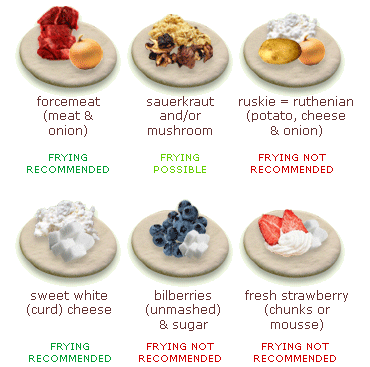 forcemeat
(meat &
onion)
FRYING
RECOMMENDED
sauerkraut
and/or
mushroom
FRYING
POSSIBLE
ruskie = ruthenian
(potato, cheese
& onion)
FRYING NOT
RECOMMENDED
sweet white
(curd) cheese
FRYING
RECOMMENDED
bilberries
(unmashed)
& sugar
FRYING NOT
RECOMMENDED
fresh strawberry
(chunks or
mousse)
FRYING NOT
RECOMMENDED